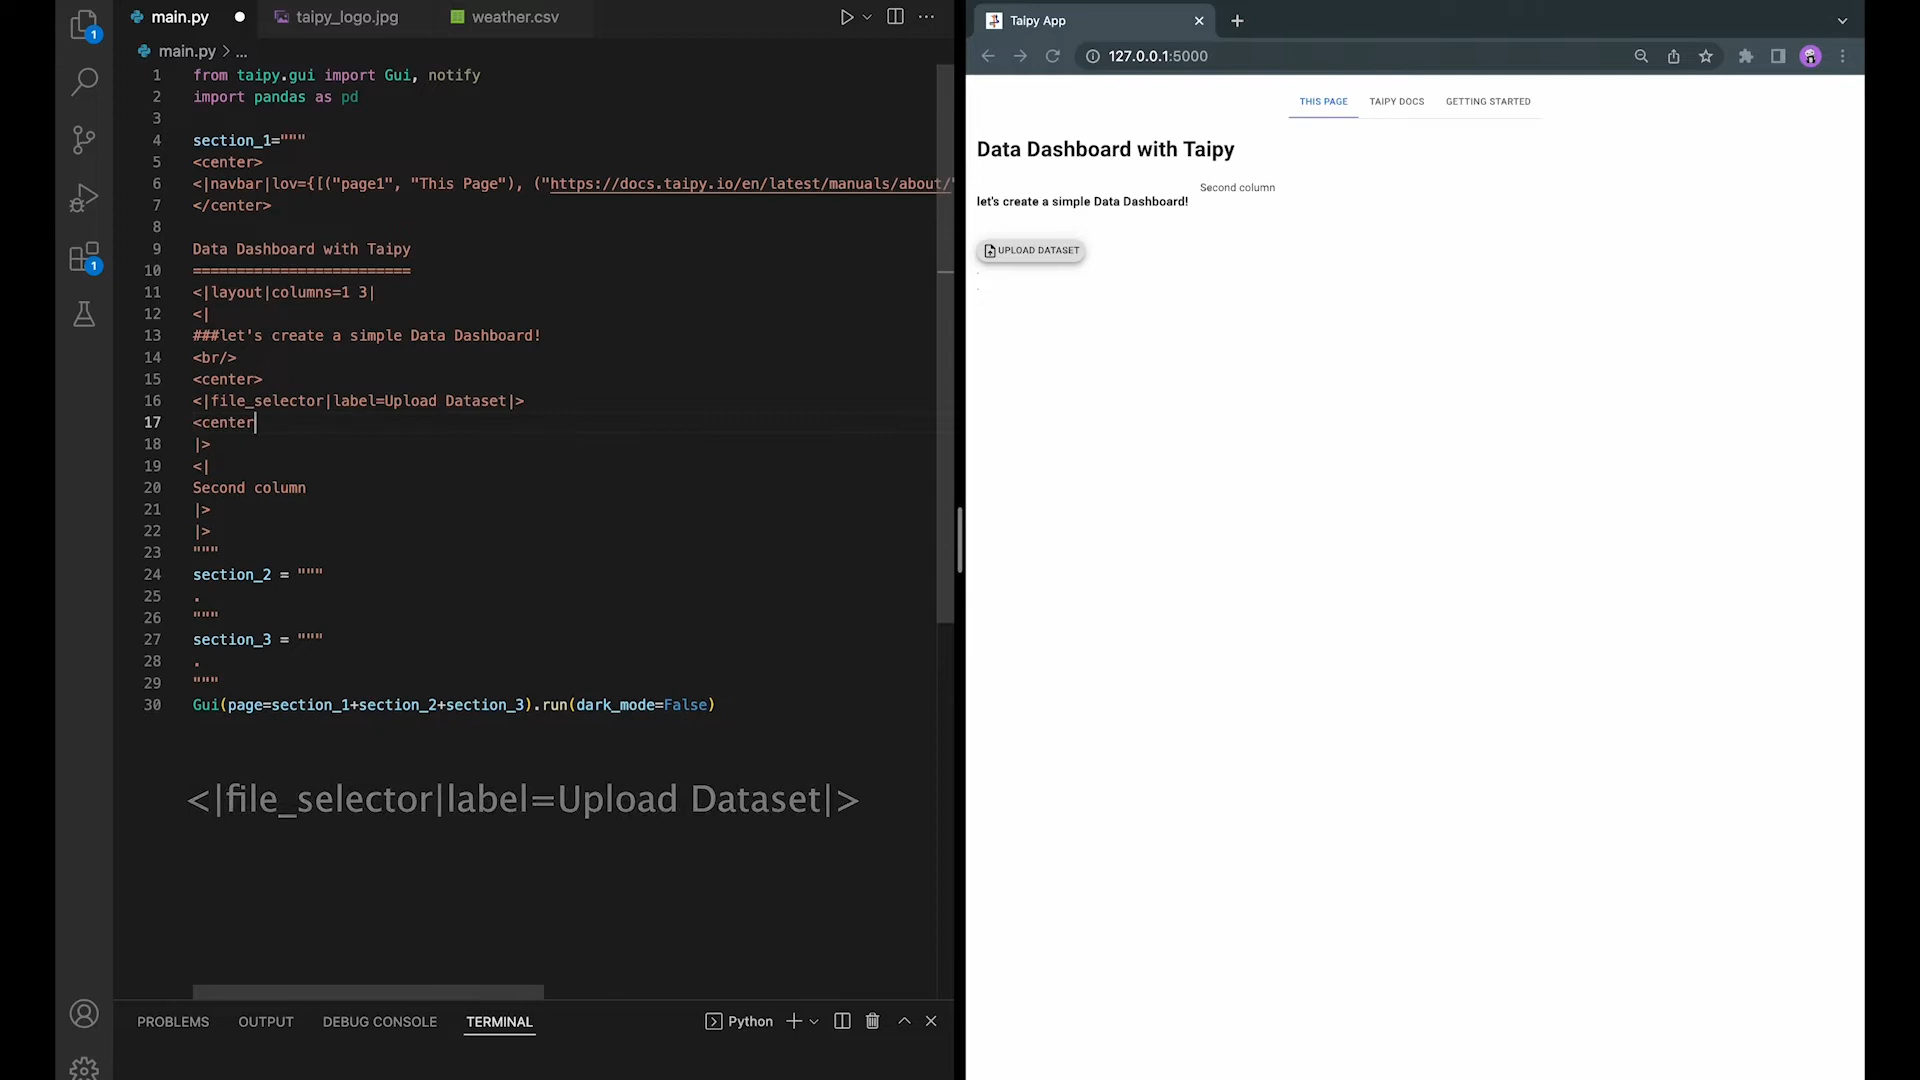 main.py
taipy_logo.jpg
weather.csv
main.py > ...
1 from taipy.gui import Gui, notify
2 import pandas as pd
3
4 section_1="""
5 <center>
6 <|navbar|lov={[("page1", "This Page"), ("https://docs.taipy.io/en/latest/manuals/about/"
7 </center>
8
9 Data Dashboard with Taipy
10 =========================
11 <|layout|columns=1 3|
12 <|
13 ###let's create a simple Data Dashboard!
14 <br/>
15 <center>
16 <|file_selector|label=Upload Dataset|>
17 <center
18 |>
19 <|
20 Second column
21 |>
22 |>
23 """
24 section_2 = """
25 .
26 """
27 section_3 = """
28 .
29 """
30 Gui(page=section_1+section_2+section_3).run(dark_mode=False)
<|file_selector|label=Upload Dataset|>
PROBLEMS OUTPUT DEBUG CONSOLE TERMINAL
Python
1
1
Taipy App
127.0.0.1:5000
THIS PAGE TAIPY DOCS GETTING STARTED
Data Dashboard with Taipy
Second column
let's create a simple Data Dashboard!
UPLOAD DATASET
.
.